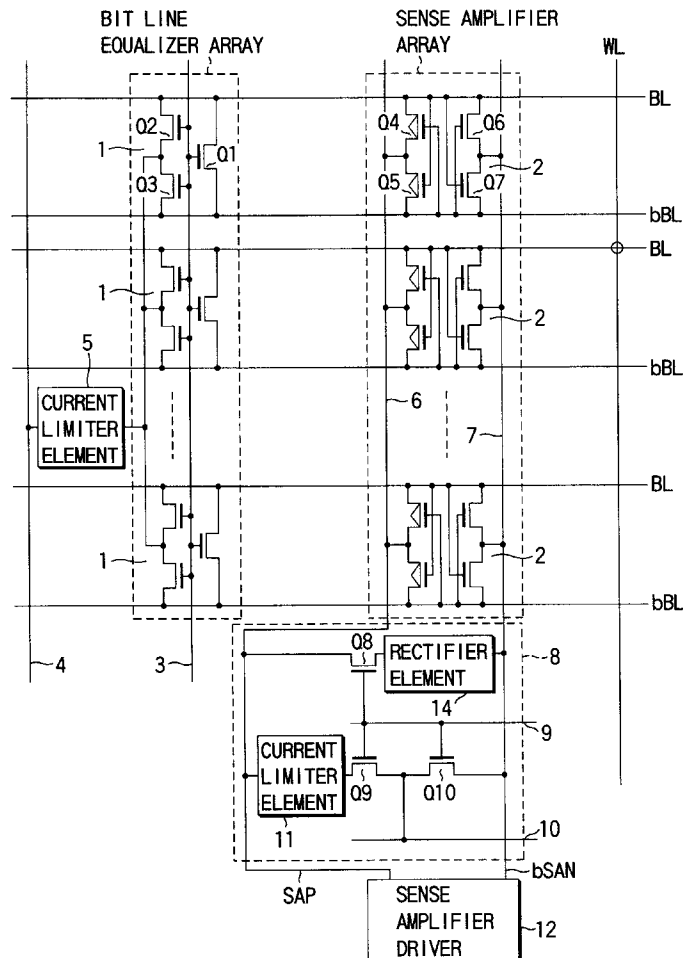 BIT LINE
EQUALIZER ARRAY
SENSE AMPLIFIER
ARRAY
WL
BL
Q2
Q4
Q6
1
Q1
2
Q3
Q5
Q7
bBL
BL
1
2
5
bBL
CURRENT
LIMITER
ELEMENT
6
7
BL
1
2
bBL
Q8
RECTIFIER
ELEMENT
8
4
3
14
9
CURRENT
LIMITER
ELEMENT
Q9
Q10
11
10
SAP
bSAN
SENSE
AMPLIFIER
DRIVER
12